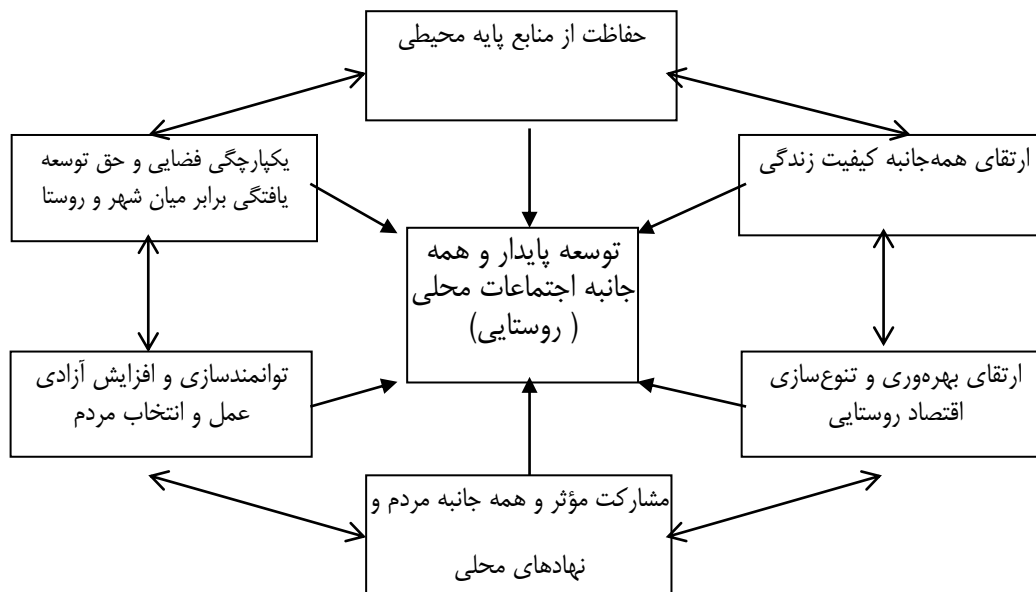 حفاظت از منابع پایه محیطی
ارتقای همه‌جانبه کیفیت زندگی
یکپارچگی فضایی و حق توسعه
یافتگی برابر میان شهر و روستا
توسعه پایدار و همه
جانبه اجتماعات محلی
( روستایی)
ارتقای بهره‌وری و تنوع‌سازی
اقتصاد روستایی
توانمندسازی و افزایش آزادی
عمل و انتخاب مردم
مشارکت مؤثر و همه جانبه مردم و
نهادهای محلی